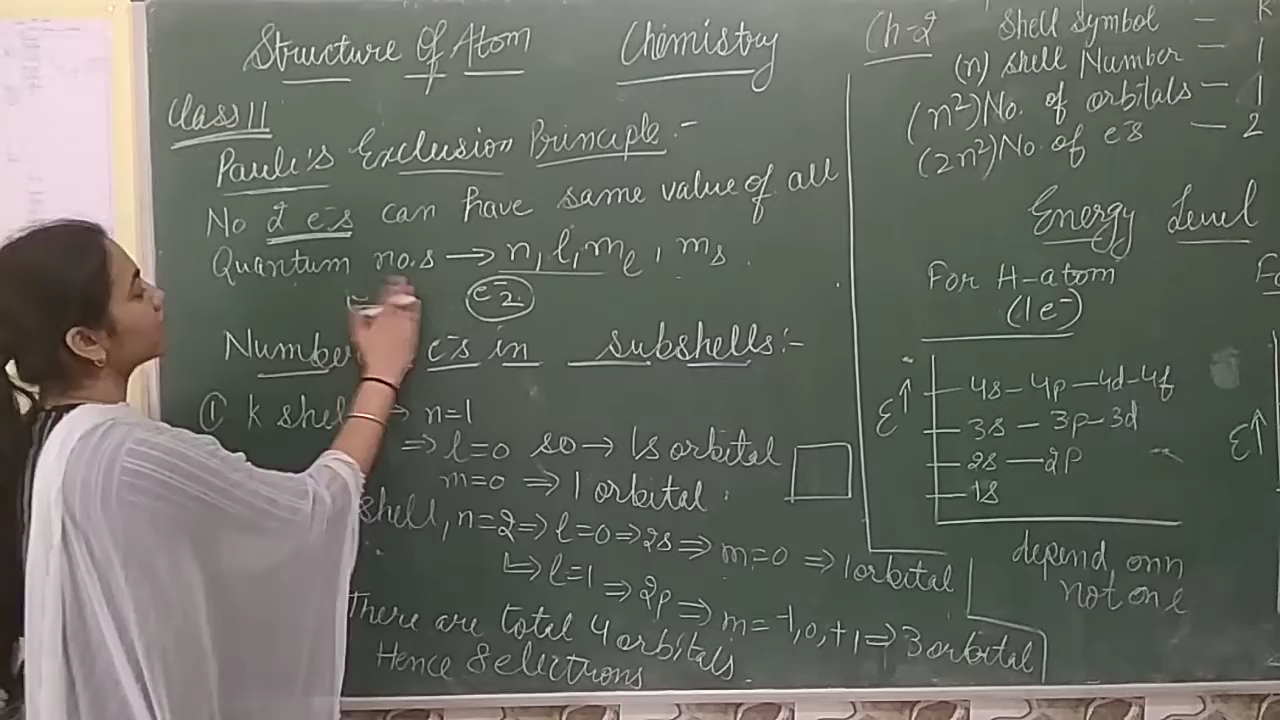 Structure Of Atom Chemistry Ch-2
Class 11
Pauli's Exclusion Principle:-
No 2 e⁻s can have same value of all
Quantum no.s → n, l, mₗ, mₛ.
e⁻2
Number e⁻s in subshells:-
① K shell → n=1
⇒ l=0 so → 1s orbital
m=0 ⇒ 1 orbital.
shell, n=2 ⇒ l=0 ⇒ 2s ⇒ m=0 ⇒ 1 orbital
↳ l=1 ⇒ 2p ⇒ m=-1, 0, +1 ⇒ 3 orbital
There are total 4 orbitals.
Hence 8 electrons
Shell Symbol – K
(n) Shell Number – 1
(n²) No. of orbitals – 1
(2n²) No. of e⁻s – 2
Energy Level
For H-atom
(1e⁻)
E ↑
4s – 4p – 4d – 4f
3s – 3p – 3d
2s – 2p
1s
depend on n
not on l
E ↑